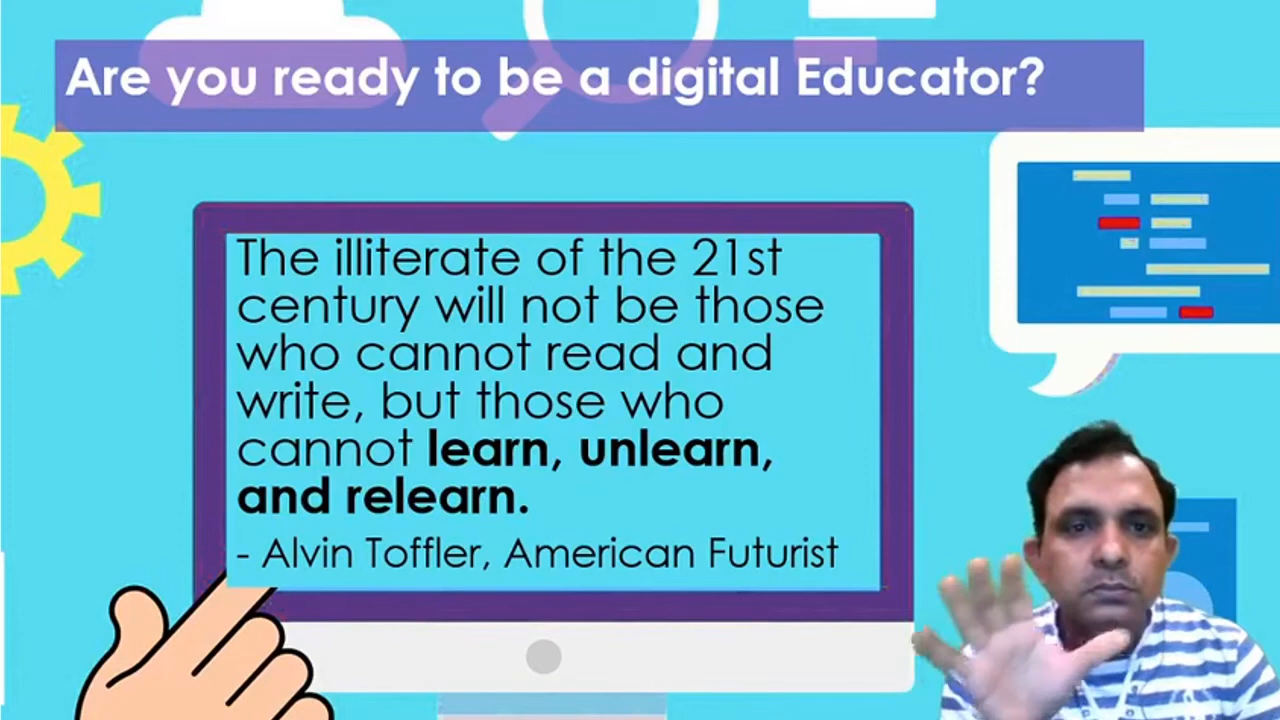 Are you ready to be a digital Educator?
The illiterate of the 21st
century will not be those
who cannot read and
write, but those who
cannot learn, unlearn,
and relearn.
- Alvin Toffler, American Futurist